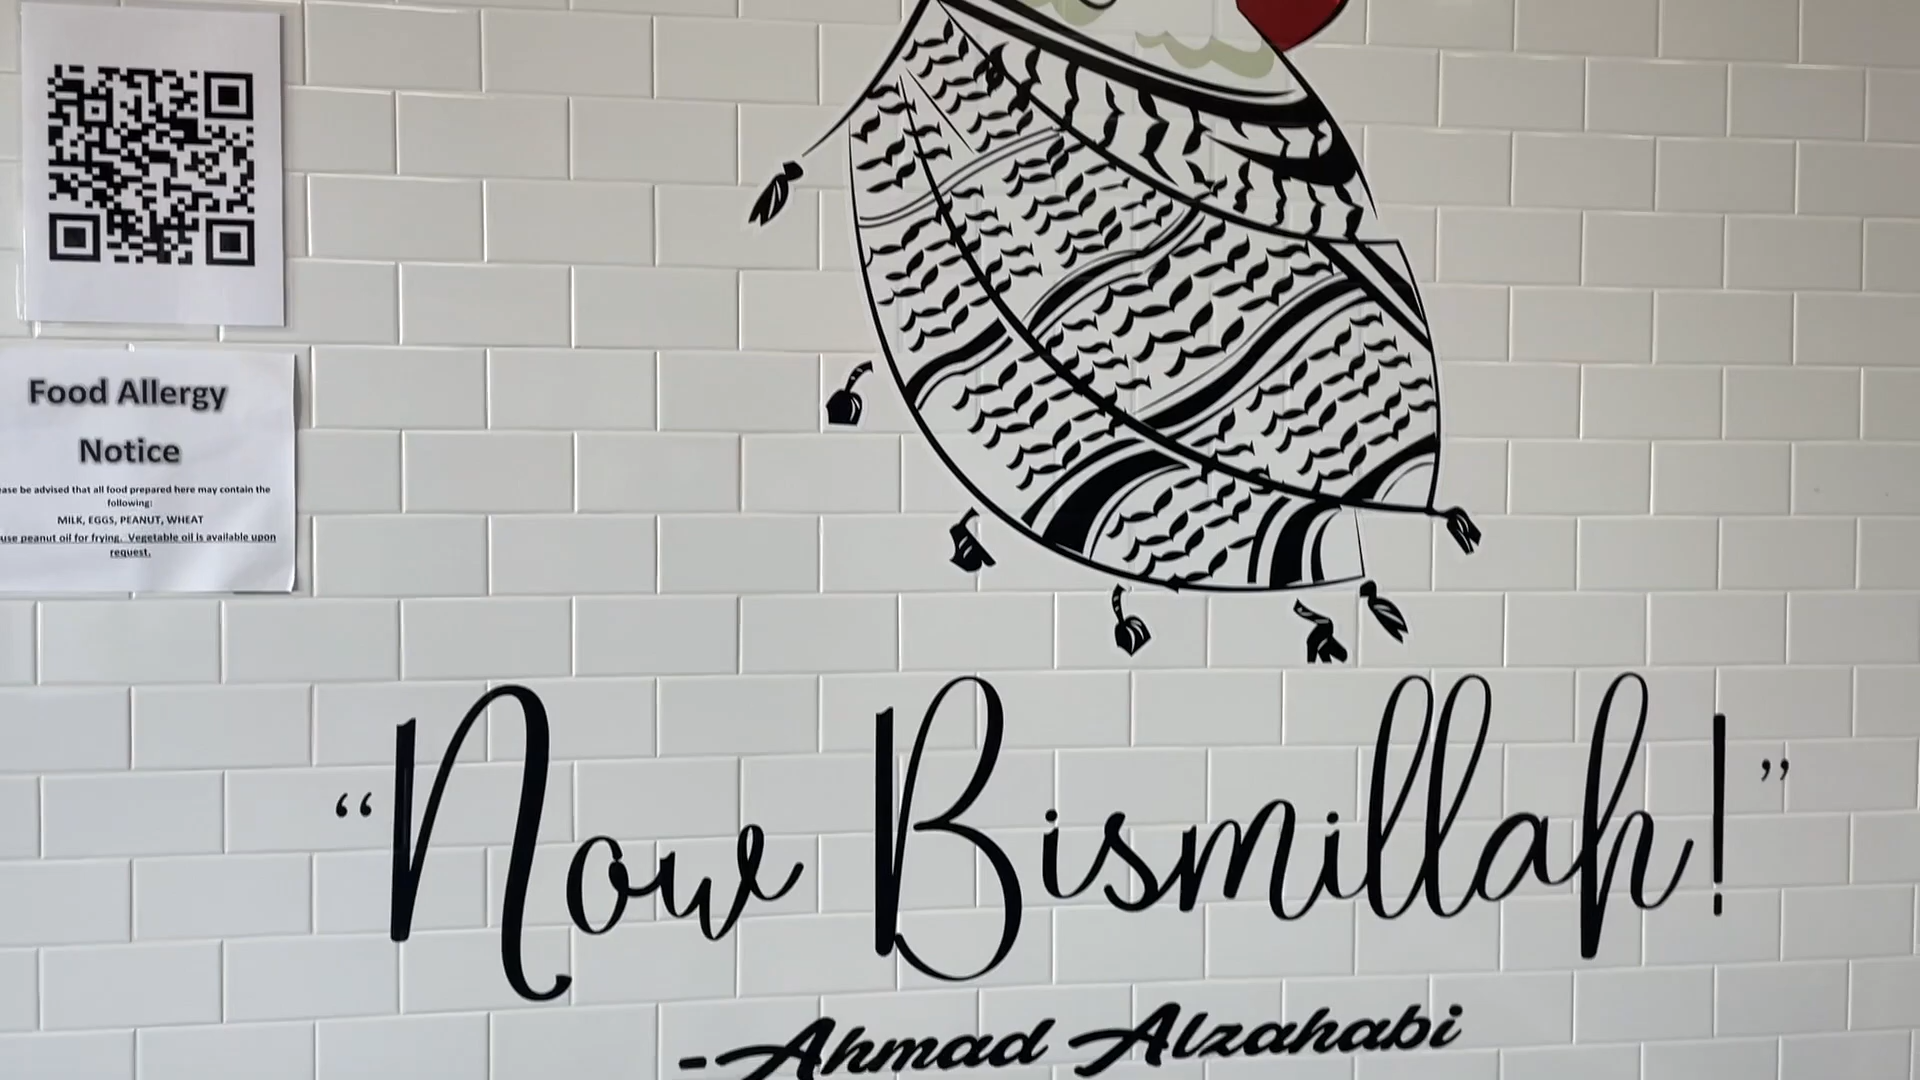 Food Allergy
Notice
be advised that all food prepared here may contain the
following:
MILK, EGGS, PEANUT, WHEAT
use peanut oil for frying. Vegetable oil is available upon
request.
“Now Bismillah!”
-Ahmad Alzahabi